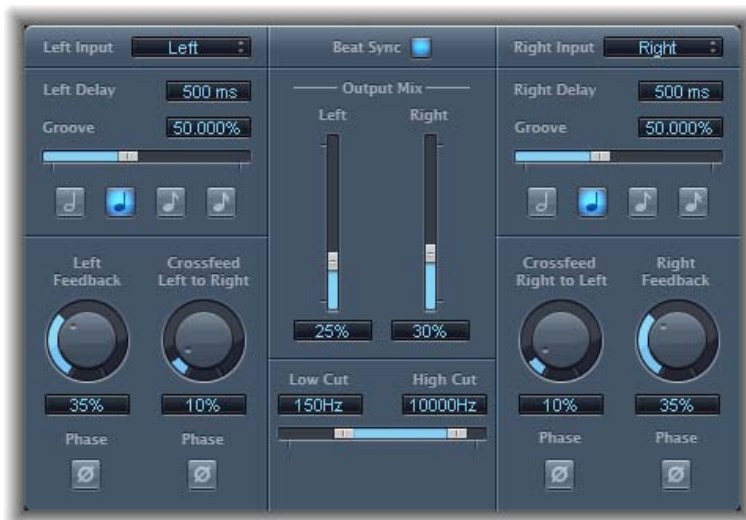 Left Input Left
Beat Sync
Right Input Right
Left Delay 500 ms
Groove 50.000%
Output Mix
Left Right
25% 30%
Right Delay 500 ms
Groove 50.000%
Left Feedback
Crossfeed Left to Right
35% 10%
Phase Phase
Ø Ø
Low Cut High Cut
150Hz 10000Hz
Crossfeed Right to Left
Right Feedback
10% 35%
Phase Phase
Ø Ø